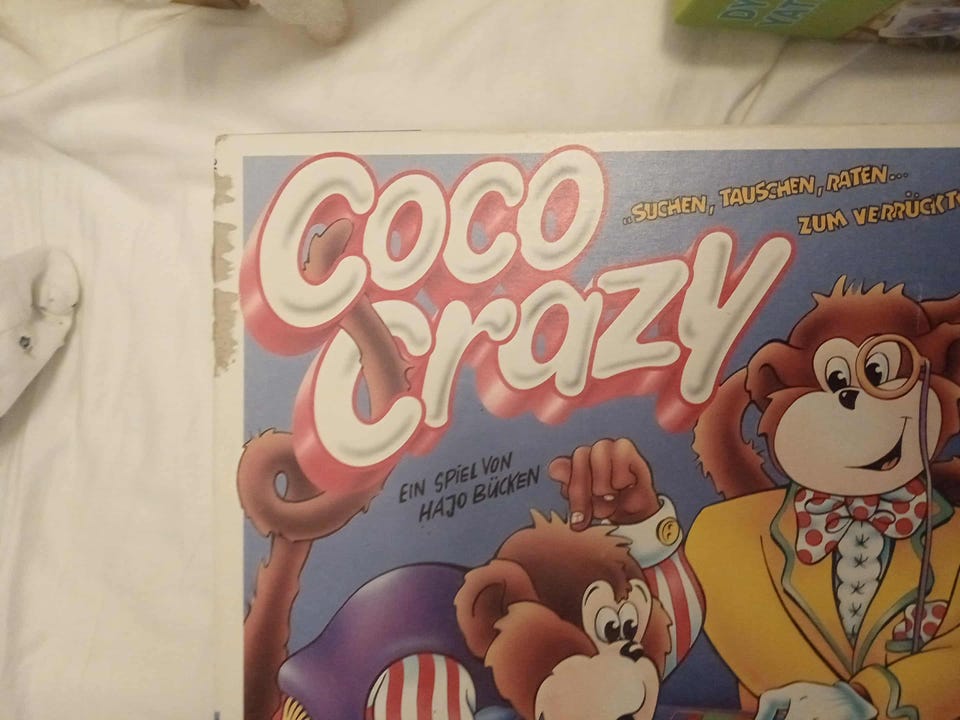 Coco
Crazy
..SUCHEN, TAUSCHEN, RATEN...
ZUM VERRÜCKT
EIN SPIEL VON
HAJO BÜCKEN